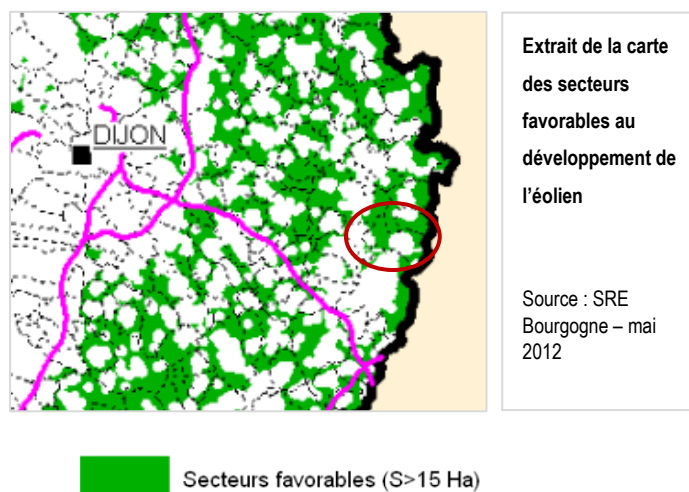 Extrait de la carte
des secteurs
favorables au
développement de
l’éolien
DIJON
Source : SRE
Bourgogne – mai
2012
Secteurs favorables (S>15 Ha)